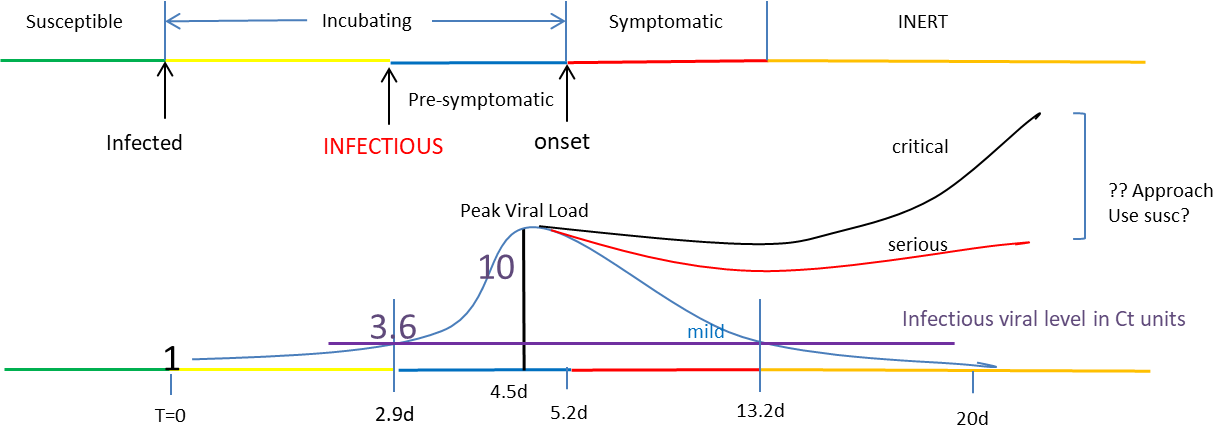 Susceptible
Incubating
Symptomatic
INERT
Pre-symptomatic
Infected
INFECTIOUS
onset
critical
?? Approach
Use susc?
Peak Viral Load
serious
10
3.6
mild
Infectious viral level in Ct units
1
T=0
2.9d
4.5d
5.2d
13.2d
20d